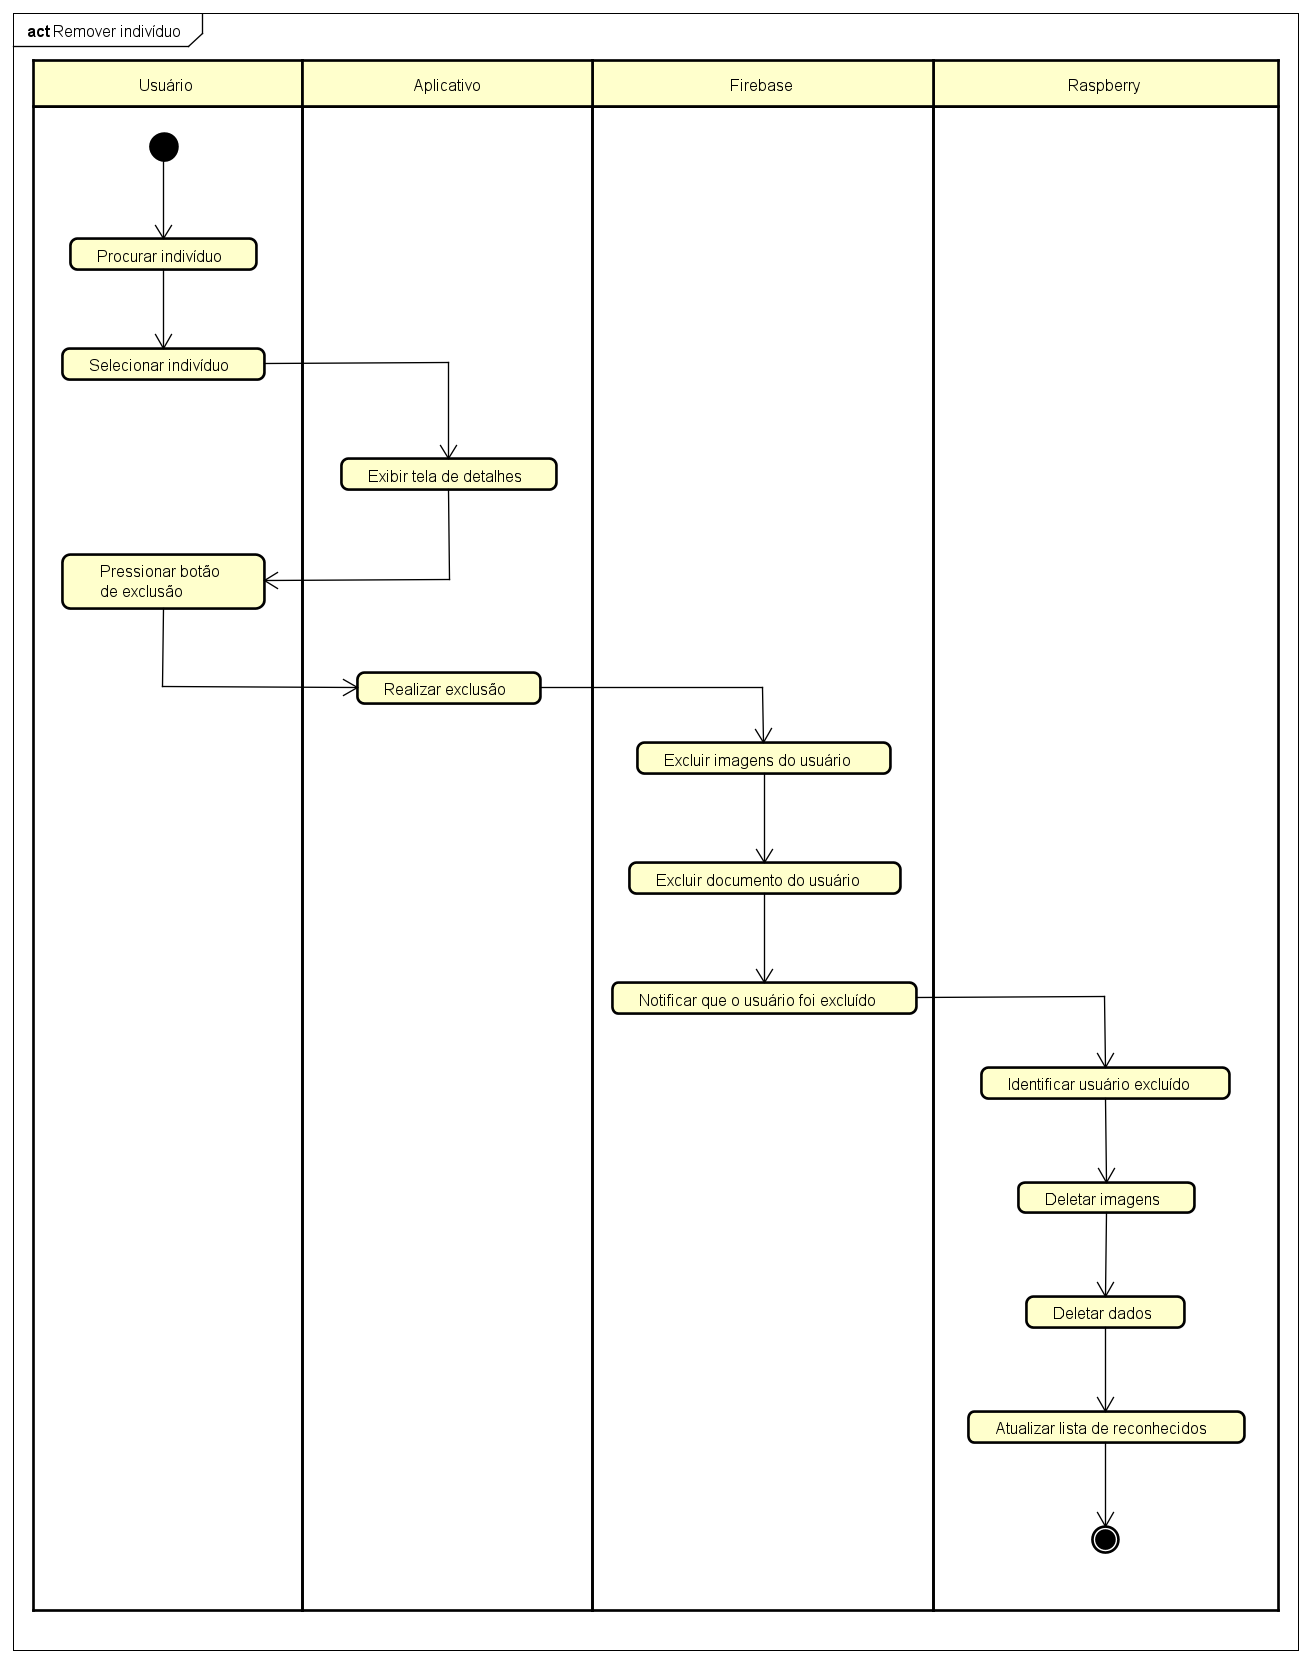 act Remover indivíduo
Usuário
Aplicativo
Firebase
Raspberry
Procurar indivíduo
Selecionar indivíduo
Exibir tela de detalhes
Pressionar botão
de exclusão
Realizar exclusão
Excluir imagens do usuário
Excluir documento do usuário
Notificar que o usuário foi excluído
Identificar usuário excluído
Deletar imagens
Deletar dados
Atualizar lista de reconhecidos